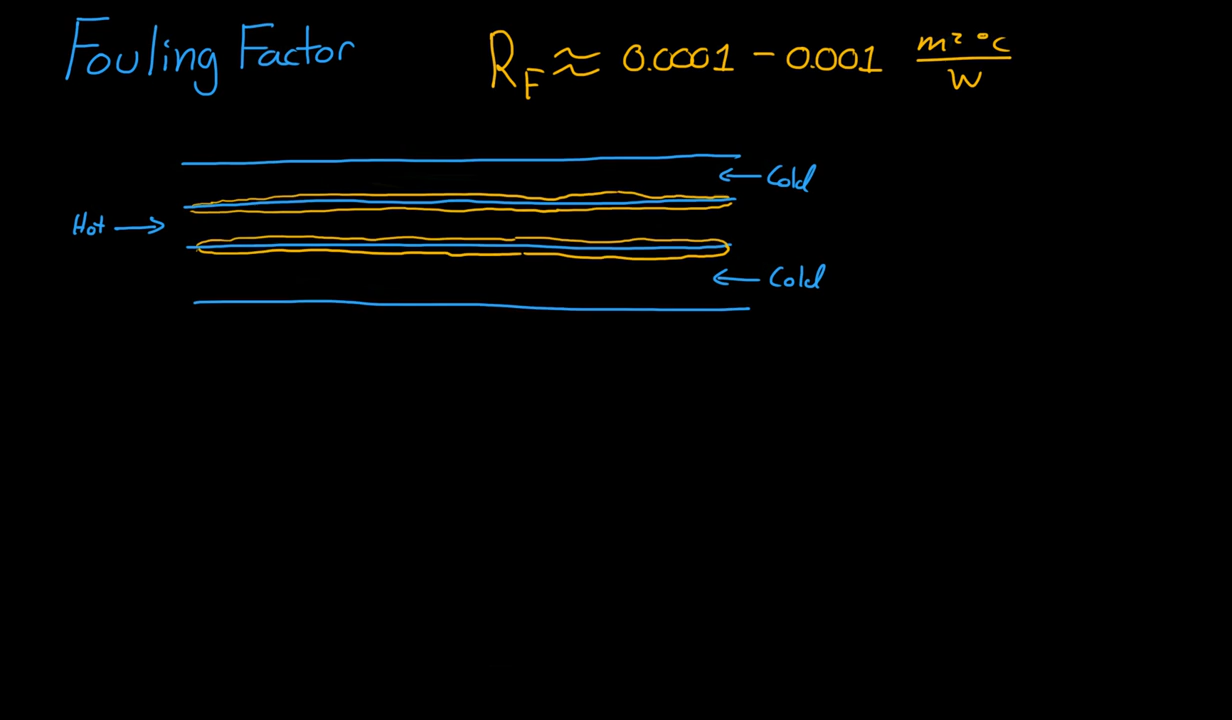 Fouling Factor
R_F ≈ 0.0001 - 0.001 m² °C / W
Cold
Hot
Cold